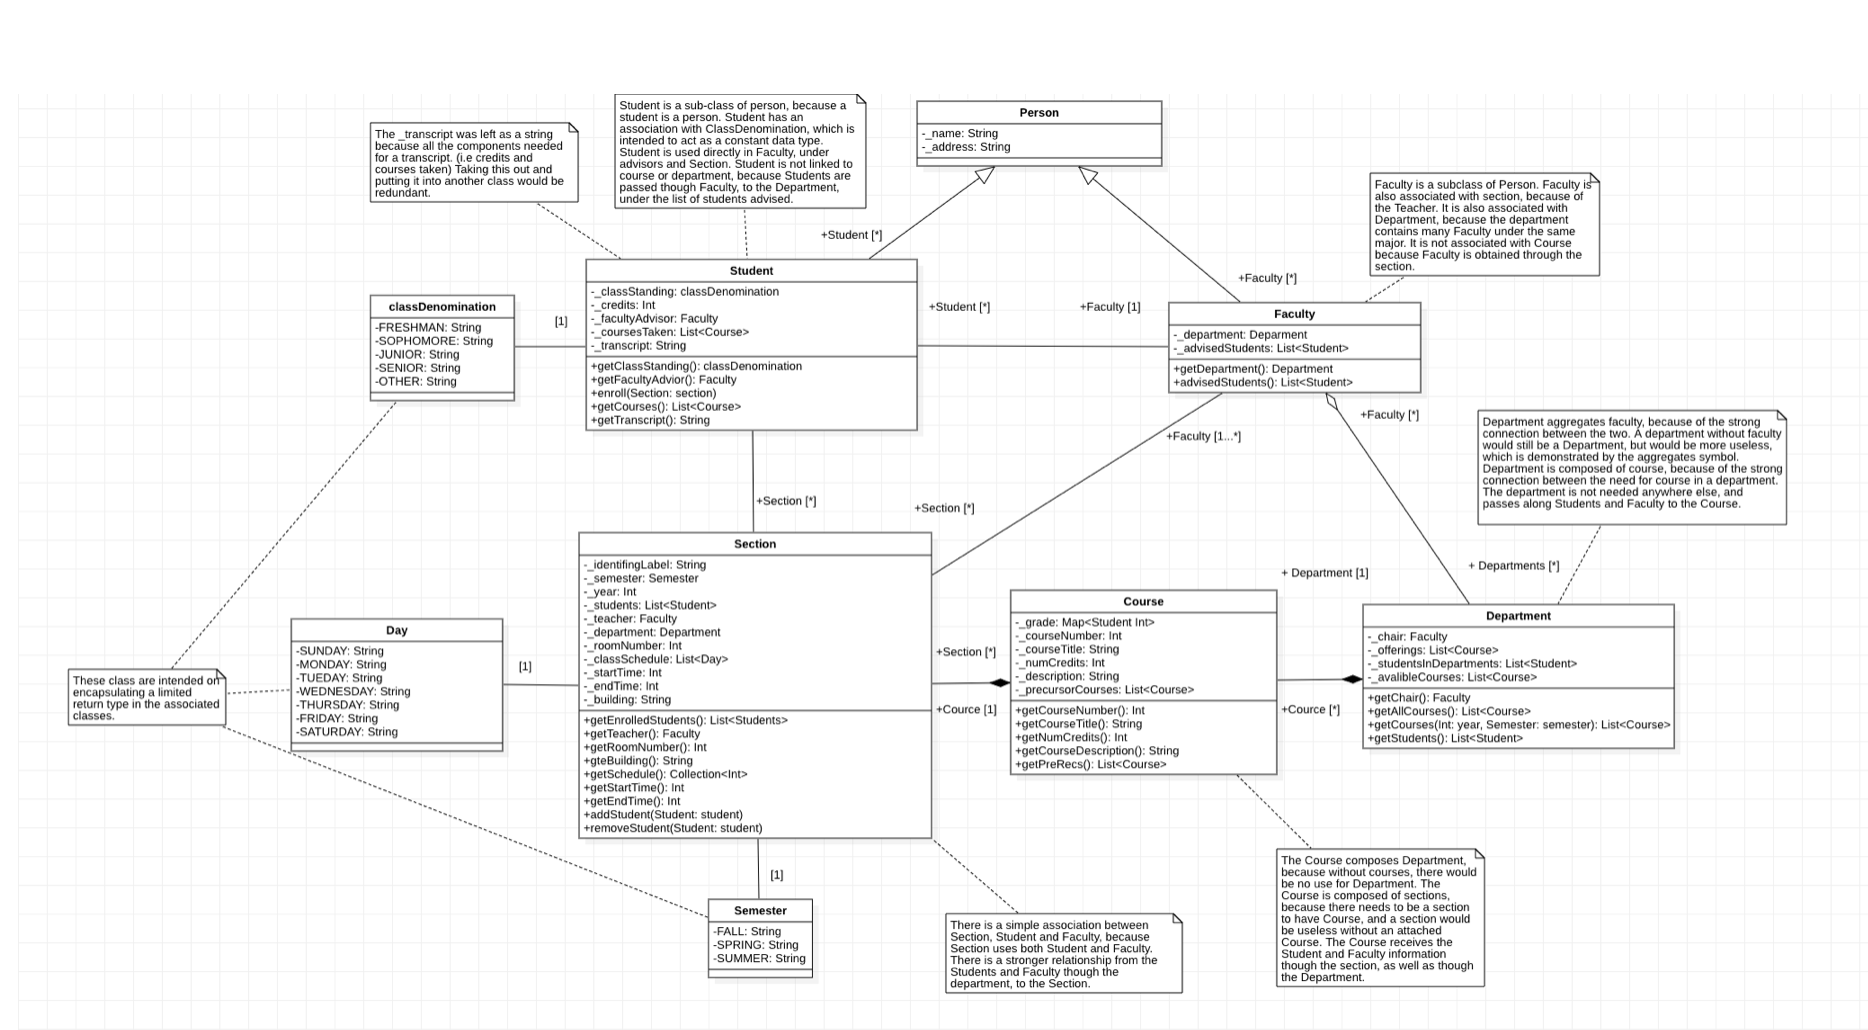 The _transcript was left as a string
because all the components needed
for a transcript. (i.e credits and
courses taken) Taking this out and
putting it into another class would be
redundant.
Student is a sub-class of person, because a
student is a person. Student has an
association with ClassDenomination, which is
intended to act as a constant data type.
Student is used directly in Faculty, under
advisors and Section. Student is not linked to
course or department, because Students are
passed though Faculty, to the Department,
under the list of students advised.
Person
-_name: String
-_address: String
Faculty is a subclass of Person. Faculty is
also associated with section, because of
the Teacher. It is also associated with
Department, because the department
contains many Faculty under the same
major. It is not associated with Course
because Faculty is obtained through the
section.
+Student [*]
+Faculty [*]
classDenomination
-FRESHMAN: String
-SOPHOMORE: String
-JUNIOR: String
-SENIOR: String
-OTHER: String
[1]
Student
-_classStanding: classDenomination
-_credits: Int
-_facultyAdvisor: Faculty
-_coursesTaken: List<Course>
-_transcript: String
+getClassStanding(): classDenomination
+getFacultyAdvior(): Faculty
+enroll(Section: section)
+getCourses(): List<Course>
+getTranscript(): String
+Student [*]
+Faculty [1]
Faculty
-_department: Deparment
-_advisedStudents: List<Student>
+getDepartment(): Department
+advisedStudents(): List<Student>
+Faculty [*]
+Faculty [1...*]
Department aggregates faculty, because of the strong
connection between the two. A department without faculty
would still be a Department, but would be more useless,
which is demonstrated by the aggregates symbol.
Department is composed of course, because of the strong
connection between the need for course in a department.
The department is not needed anywhere else, and
passes along Students and Faculty to the Course.
+Section [*]
+Section [*]
Section
-_identifingLabel: String
-_semester: Semester
-_year: Int
-_students: List<Student>
-_teacher: Faculty
-_department: Department
-_roomNumber: Int
-_classSchedule: List<Day>
-_startTime: Int
-_endTime: Int
-_building: String
+getEnrolledStudents(): List<Students>
+getTeacher(): Faculty
+getRoomNumber(): Int
+gteBuilding(): String
+getSchedule(): Collection<Int>
+getStartTime(): Int
+getEndTime(): Int
+addStudent(Student: student)
+removeStudent(Student: student)
+ Department [1]
+ Departments [*]
Course
-_grade: Map<Student Int>
-_courseNumber: Int
-_courseTitle: String
-_numCredits: Int
-_description: String
-_precursorCourses: List<Course>
+getCourseNumber(): Int
+getCourseTitle(): String
+getNumCredits(): Int
+getCourseDescription(): String
+getPreRecs(): List<Course>
Department
-_chair: Faculty
-_offerings: List<Course>
-_studentsInDepartments: List<Student>
-_avalibleCourses: List<Course>
+getChair(): Faculty
+getAllCourses(): List<Course>
+getCourses(Int: year, Semester: semester): List<Course>
+getStudents(): List<Student>
+Section [*]
+Cource [1]
+Cource [*]
Day
-SUNDAY: String
-MONDAY: String
-TUEDAY: String
-WEDNESDAY: String
-THURSDAY: String
-FRIDAY: String
-SATURDAY: String
[1]
These class are intended on
encapsulating a limited
return type in the associated
classes.
[1]
Semester
-FALL: String
-SPRING: String
-SUMMER: String
There is a simple association between
Section, Student and Faculty, because
Section uses both Student and Faculty.
There is a stronger relationship from the
Students and Faculty though the
department, to the Section.
The Course composes Department,
because without courses, there would
be no use for Department. The
Course is composed of sections,
because there needs to be a section
to have Course, and a section would
be useless without an attached
Course. The Course receives the
Student and Faculty information
though the section, as well as though
the Department.